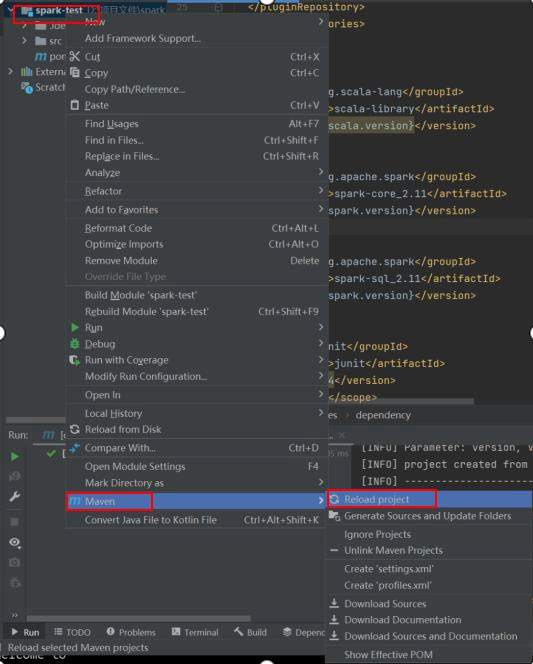 spark-test D:\项目文件\spark
25
</pluginRepository>
.ide
ories>
src
pom
Externa
Scratch
New
Add Framework Support...
Cut Ctrl+X
Copy Ctrl+C
Copy Path/Reference...
Paste Ctrl+V
Find Usages Alt+F7
Find in Files... Ctrl+Shift+F
Replace in Files... Ctrl+Shift+R
Analyze
Refactor
Add to Favorites
Reformat Code Ctrl+Alt+L
Optimize Imports Ctrl+Alt+O
Remove Module Delete
Override File Type
Build Module 'spark-test'
Rebuild Module 'spark-test' Ctrl+Shift+F9
Run
Debug
Run with Coverage
Modify Run Configuration...
Open In
Local History
Reload from Disk
Compare With... Ctrl+D
Open Module Settings F4
Mark Directory as
Maven
Convert Java File to Kotlin File Ctrl+Alt+Shift+K
g.scala-lang</groupId>
>scala-library</artifactId>
scala.version}</version>
g.apache.spark</groupId>
>spark-core_2.11</artifactId>
spark.version}</version>
g.apache.spark</groupId>
>spark-sql_2.11</artifactId>
spark.version}</version>
nit</groupId>
>junit</artifactId>
4</version>
</scope>
es › dependency
Run:
[INFO] Parameter: version, V
[INFO] project created from
[INFO] ----------------------
Reload project
Generate Sources and Update Folders
Ignore Projects
Unlink Maven Projects
Create 'settings.xml'
Create 'profiles.xml'
Download Sources
Download Documentation
Download Sources and Documentation
Show Effective POM
Run TODO Problems Terminal Build Depend
Reload selected Maven projects